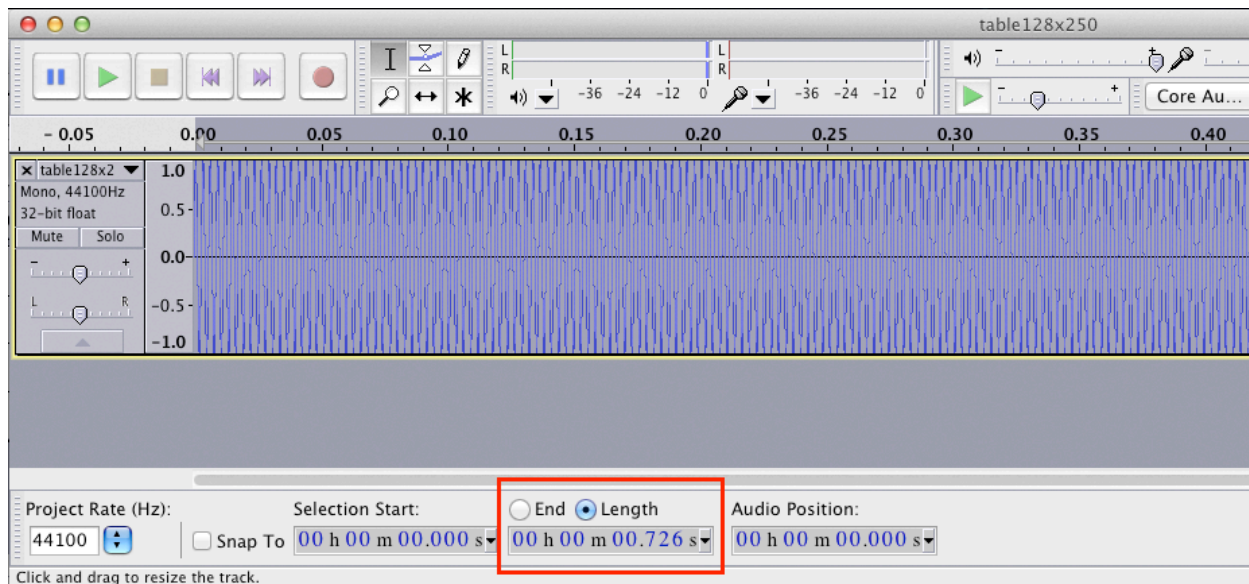 table128x250
L
R
L
R
-36 -24 -12 0
-36 -24 -12 0
Core Au...
- 0.05 0.00 0.05 0.10 0.15 0.20 0.25 0.30 0.35 0.40
table128x2
Mono, 44100Hz
32-bit float
Mute Solo
- +
L R
1.0
0.5-
0.0-
-0.5-
-1.0
Project Rate (Hz):
44100
Snap To
Selection Start:
00 h 00 m 00.000 s
End Length
00 h 00 m 00.726 s
Audio Position:
00 h 00 m 00.000 s
Click and drag to resize the track.